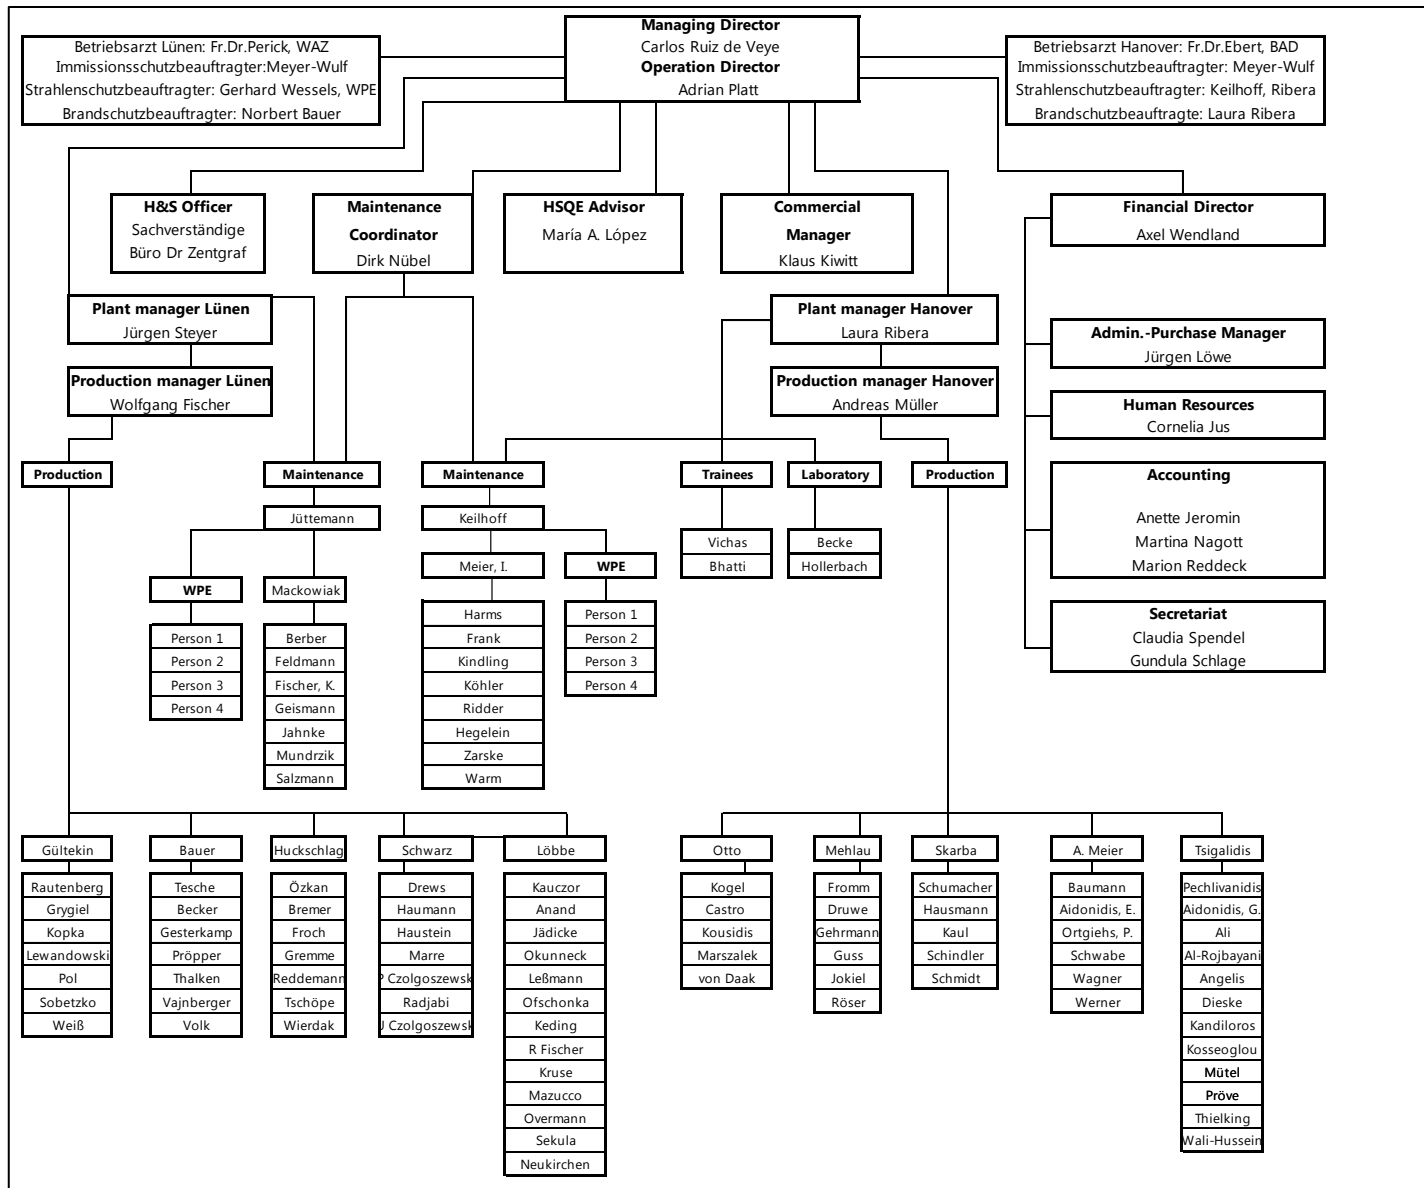 Managing Director
Carlos Ruiz de Veye
Operation Director
Adrian Platt
Betriebsarzt Lünen: Fr.Dr.Perick, WAZ
Immissionsschutzbeauftragter:Meyer-Wulf
Strahlenschutzbeauftragter: Gerhard Wessels, WPE
Brandschutzbeauftragter: Norbert Bauer
Betriebsarzt Hanover: Fr.Dr.Ebert, BAD
Immissionsschutzbeauftragter: Meyer-Wulf
Strahlenschutzbeauftragter: Keilhoff, Ribera
Brandschutzbeauftragte: Laura Ribera
H&S Officer
Sachverständige
Büro Dr Zentgraf
Maintenance
Coordinator
Dirk Nübel
HSQE Advisor
María A. López
Commercial
Manager
Klaus Kiwitt
Financial Director
Axel Wendland
Plant manager Lünen
Jürgen Steyer
Production manager Lünen
Wolfgang Fischer
Plant manager Hanover
Laura Ribera
Production manager Hanover
Andreas Müller
Admin.-Purchase Manager
Jürgen Löwe
Human Resources
Cornelia Jus
Accounting
Anette Jeromin
Martina Nagott
Marion Reddeck
Secretariat
Claudia Spendel
Gundula Schlage
Production
Maintenance
Jüttemann
WPE
Person 1
Person 2
Person 3
Person 4
Mackowiak
Berber
Feldmann
Fischer, K.
Geismann
Jahnke
Mundrzik
Salzmann
Maintenance
Keilhoff
Meier, I.
Harms
Frank
Kindling
Köhler
Ridder
Hegelein
Zarske
Warm
WPE
Person 1
Person 2
Person 3
Person 4
Trainees
Vichas
Bhatti
Laboratory
Becke
Hollerbach
Production
Gültekin
Rautenberg
Grygiel
Kopka
Lewandowski
Pol
Sobetzko
Weiß
Bauer
Tesche
Becker
Gesterkamp
Pröpper
Thalken
Vajnberger
Volk
Huckschlag
Özkan
Bremer
Froch
Gremme
Reddemann
Tschöpe
Wierdak
Schwarz
Drews
Haumann
Haustein
Marre
P Czolgoszewsk
Radjabi
J Czolgoszewsk
Löbbe
Kauczor
Anand
Jädicke
Okunneck
Leßmann
Ofschonka
Keding
R Fischer
Kruse
Mazucco
Overmann
Sekula
Neukirchen
Otto
Kogel
Castro
Kousidis
Marszalek
von Daak
Mehlau
Fromm
Druwe
Gehrmann
Guss
Jokiel
Röser
Skarba
Schumacher
Hausmann
Kaul
Schindler
Schmidt
A. Meier
Baumann
Aidonidis, E.
Ortgiehs, P.
Schwabe
Wagner
Werner
Tsigalidis
Pechlivanidis
Aidonidis, G.
Ali
Al-Rojbayani
Angelis
Dieske
Kandiloros
Kosseoglou
Mütel
Pröve
Thielking
Wali-Hussein